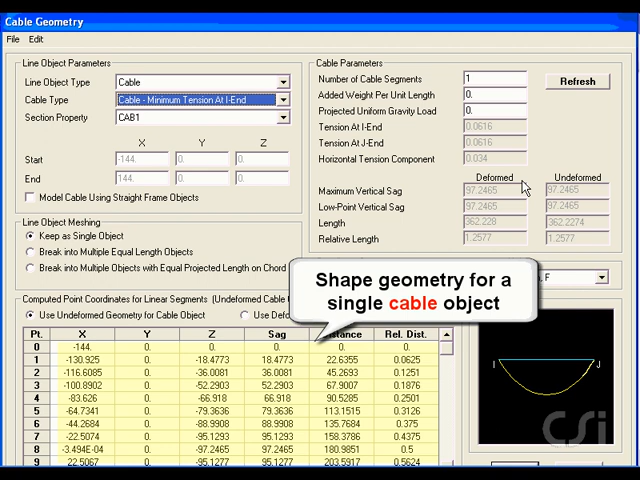 Cable Geometry
File Edit
Line Object Parameters
Line Object Type Cable
Cable Type Cable - Minimum Tension At I-End
Section Property CAB1
X Y Z
Start -144. 0. 0.
End 144. 0. 0.
Model Cable Using Straight Frame Objects
Line Object Meshing
Keep as Single Object
Break into Multiple Equal Length Objects
Break into Multiple Objects with Equal Projected Length on Chord
Cable Parameters
Number of Cable Segments 1 Refresh
Added Weight Per Unit Length 0.
Projected Uniform Gravity Load 0.
Tension At I-End 0.0616
Tension At J-End 0.0616
Horizontal Tension Component 0.034
Deformed Undeformed
Maximum Vertical Sag 97.2465 97.2465
Low-Point Vertical Sag 97.2465 97.2465
Length 362.228 362.2274
Relative Length 1.2577 1.2577
, F
Shape geometry for a
single cable object
Computed Point Coordinates for Linear Segments (Undeformed Cable
Use Undeformed Geometry for Cable Object Use Defo
Pt. X Y Z Sag Distance Rel. Dist.
0 -144. 0. 0. 0. 0. 0.
1 -130.925 0. -18.4773 18.4773 22.6355 0.0625
2 -116.6085 0. -36.0081 36.0081 45.2693 0.1251
3 -100.8902 0. -52.2903 52.2903 67.9007 0.1876
4 -83.626 0. -66.918 66.918 90.5285 0.2501
5 -64.7341 0. -79.3636 79.3636 113.1515 0.3126
6 -44.2684 0. -88.9908 88.9908 135.7684 0.375
7 -22.5074 0. -95.1293 95.1293 158.3786 0.4375
8 -3.494E-04 0. -97.2465 97.2465 180.9851 0.5
9 22.5067 0. -95.1277 95.1277 203.5917 0.5624
I J
CSi